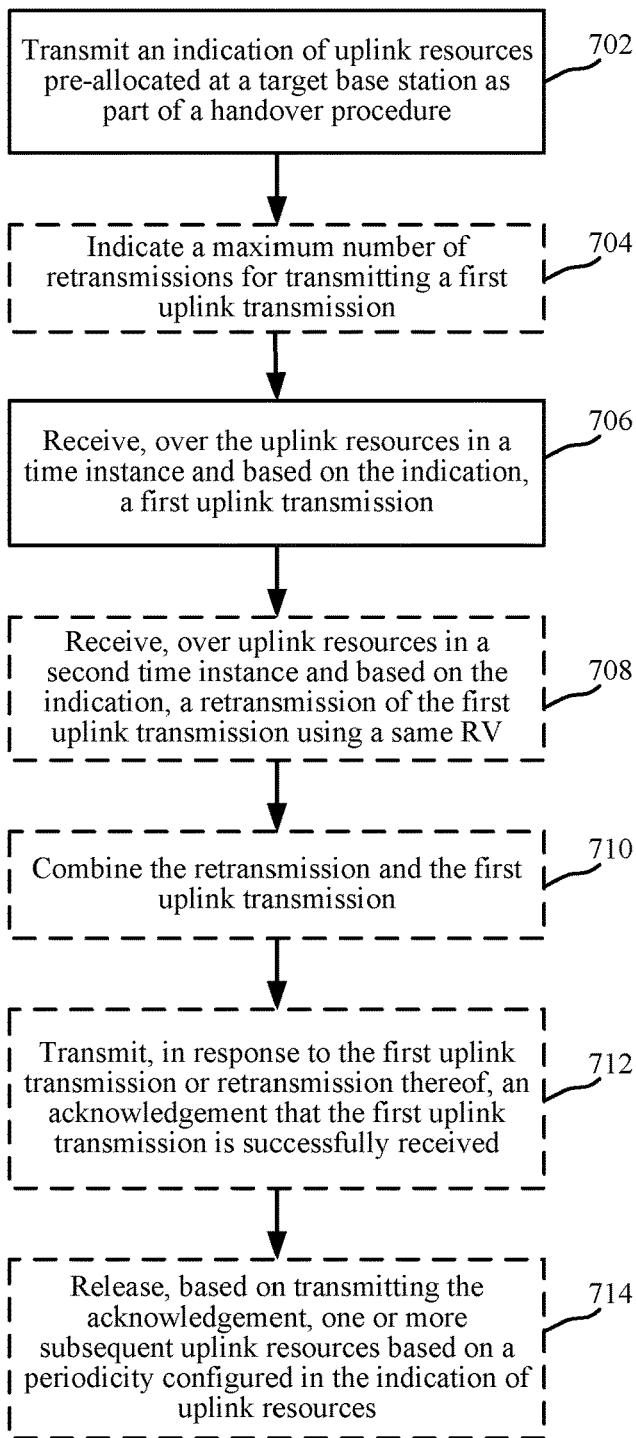 Transmit an indication of uplink resources
pre-allocated at a target base station as
part of a handover procedure
702
Indicate a maximum number of
retransmissions for transmitting a first
uplink transmission
704
Receive, over the uplink resources in a
time instance and based on the indication,
a first uplink transmission
706
Receive, over uplink resources in a
second time instance and based on the
indication, a retransmission of the first
uplink transmission using a same RV
708
Combine the retransmission and the first
uplink transmission
710
Transmit, in response to the first uplink
transmission or retransmission thereof, an
acknowledgement that the first uplink
transmission is successfully received
712
Release, based on transmitting the
acknowledgement, one or more
subsequent uplink resources based on a
periodicity configured in the indication of
uplink resources
714